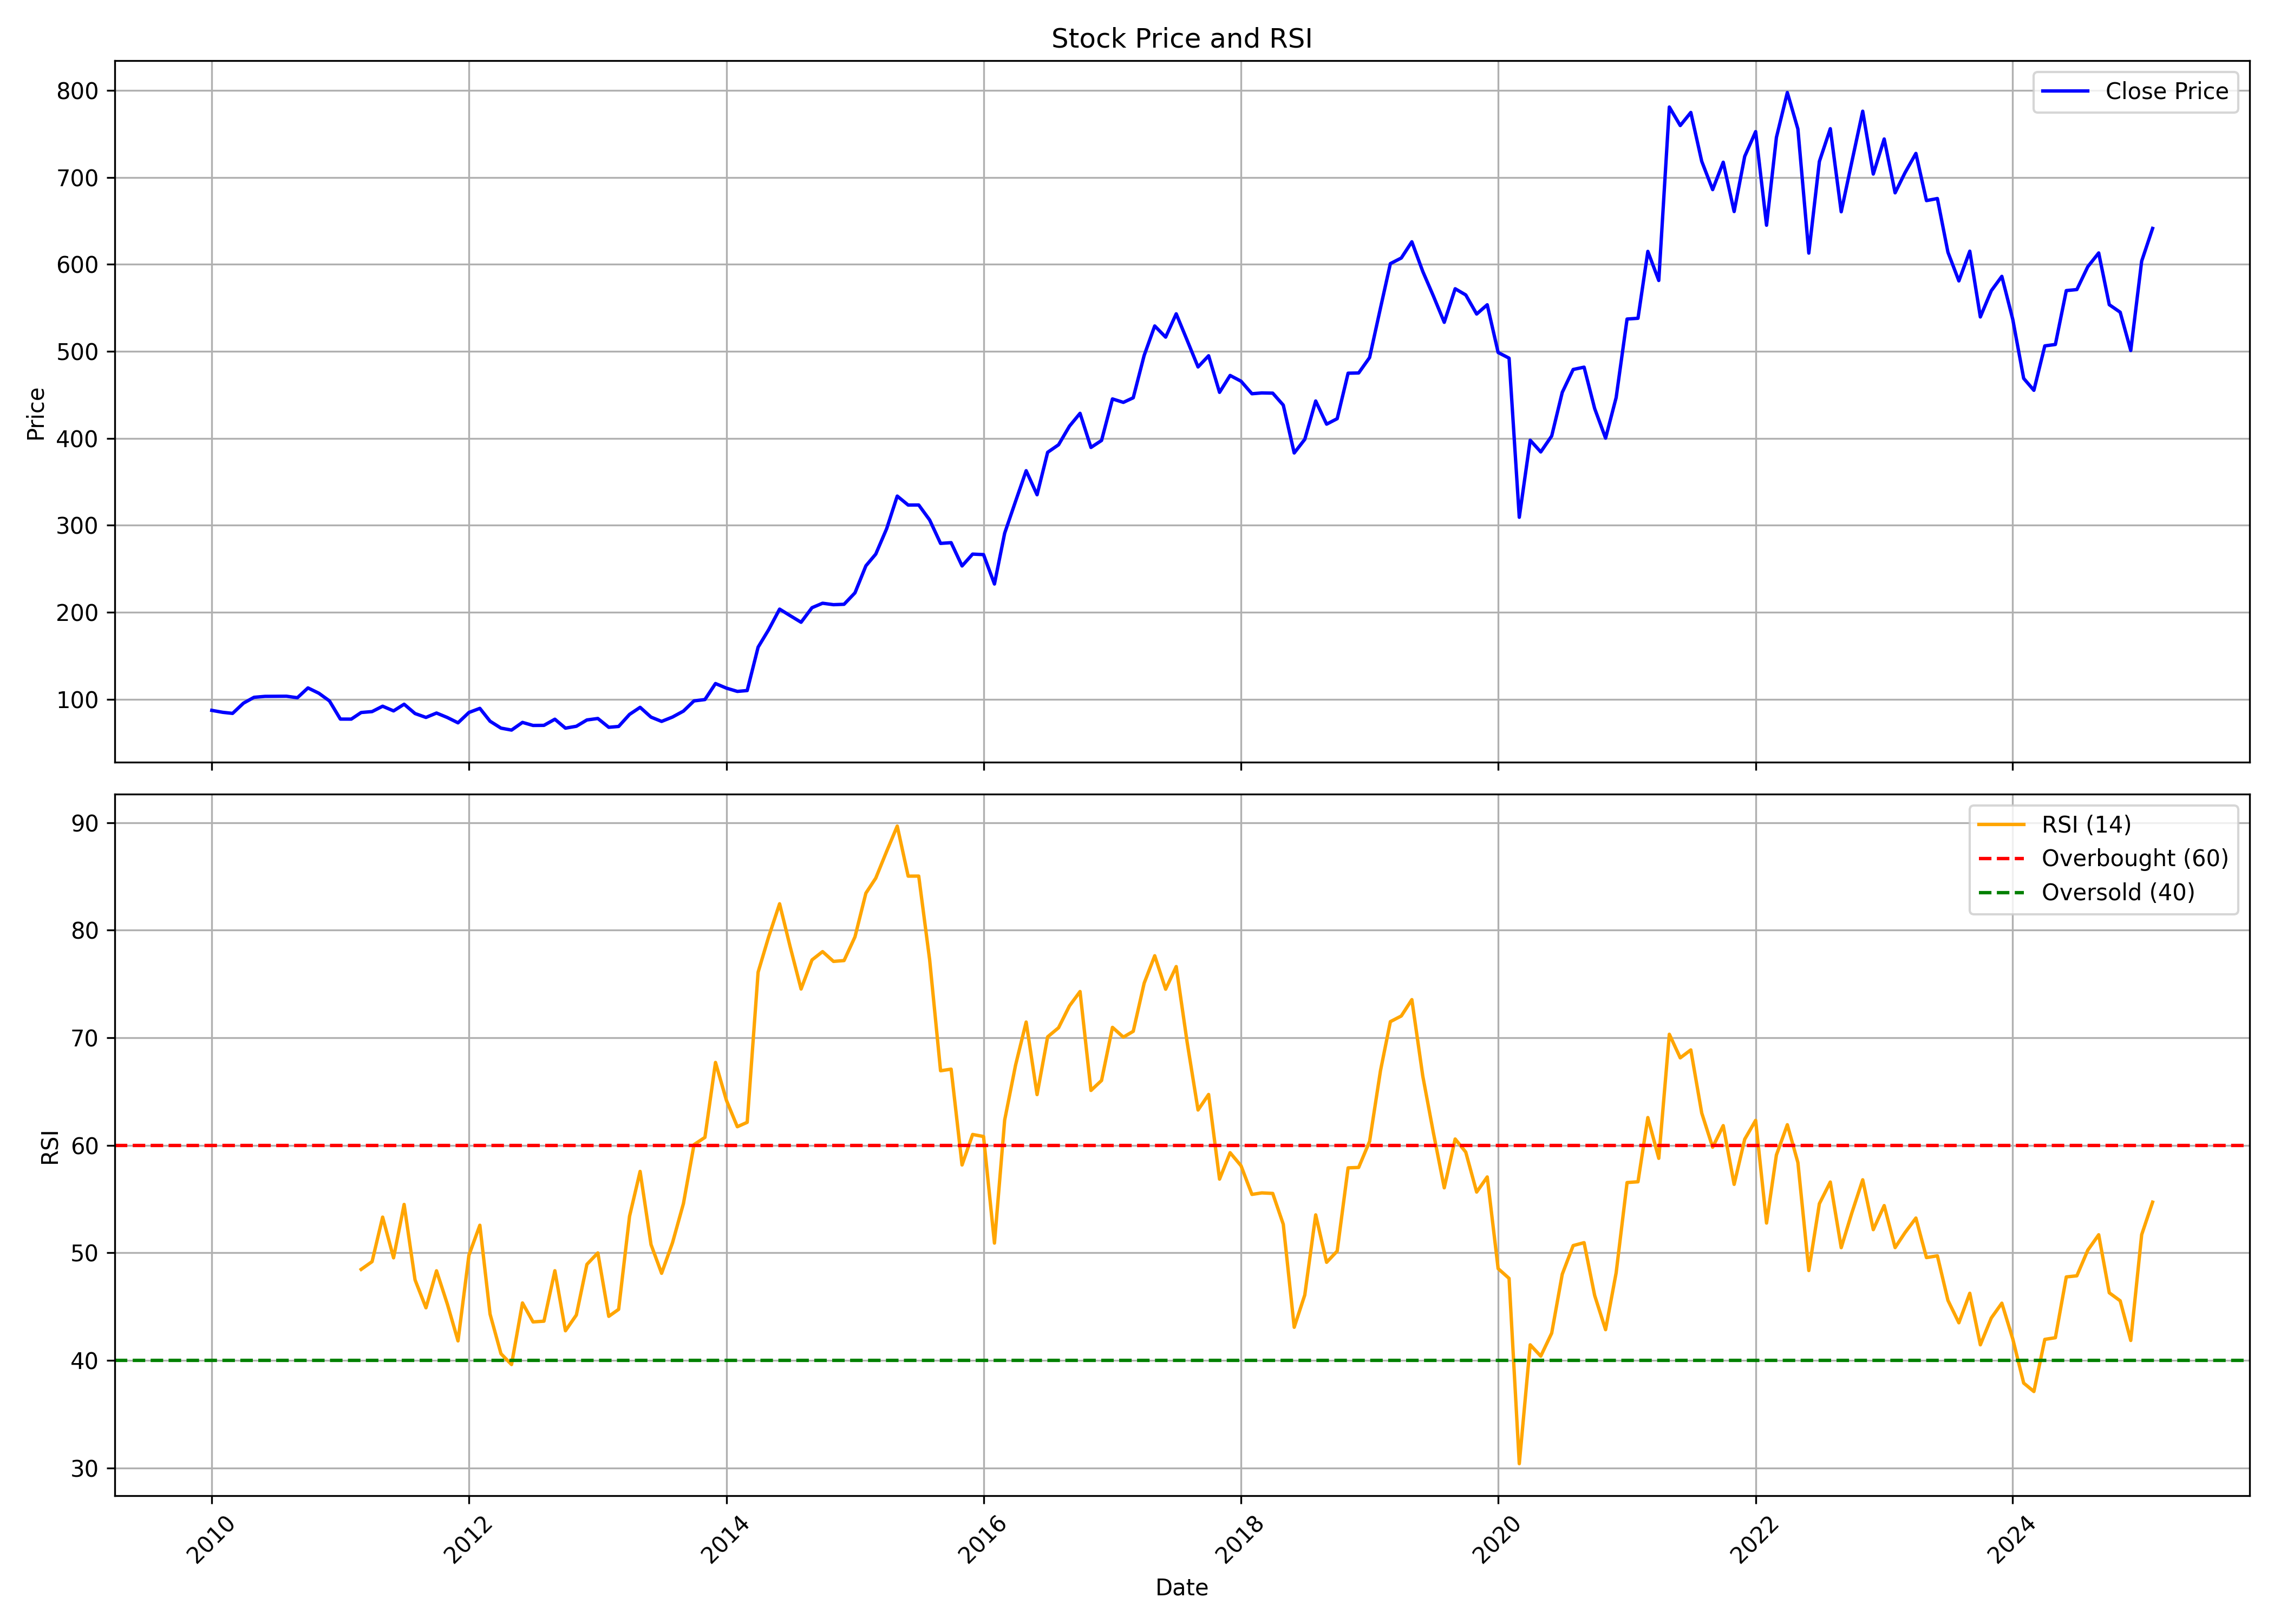 Stock Price and RSI
800
700
600
500
400
300
200
100
Price
Close Price
90
80
70
60
50
40
30
RSI
RSI (14)
Overbought (60)
Oversold (40)
2010
2012
2014
2016
2018
2020
2022
2024
Date